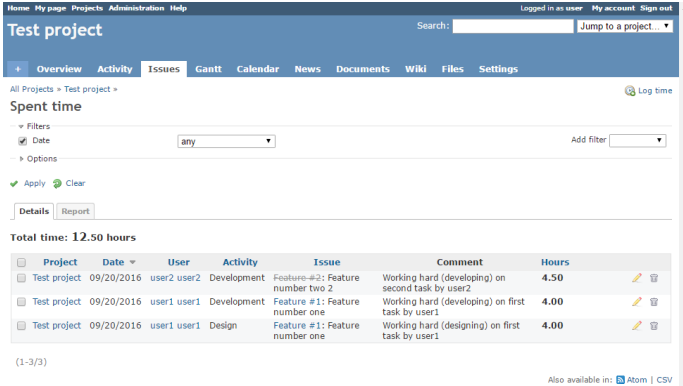 Home My page Projects Administration Help Logged in as user My account Sign out
Test project Search: Jump to a project...
+ Overview Activity Issues Gantt Calendar News Documents Wiki Files Settings
All Projects » Test project » Log time
Spent time
Filters
Date any Add filter
Options
Apply Clear
Details Report
Total time: 12.50 hours
Project Date User Activity Issue Comment Hours
Test project 09/20/2016 user2 user2 Development Feature #2: Feature Working hard (developing) on 4.50
number two 2 second task by user2
Test project 09/20/2016 user1 user1 Development Feature #1: Feature Working hard (developing) on first 4.00
number one task by user1
Test project 09/20/2016 user1 user1 Design Feature #1: Feature Working hard (designing) on first 4.00
number one task by user1
(1-3/3)
Also available in: Atom | CSV